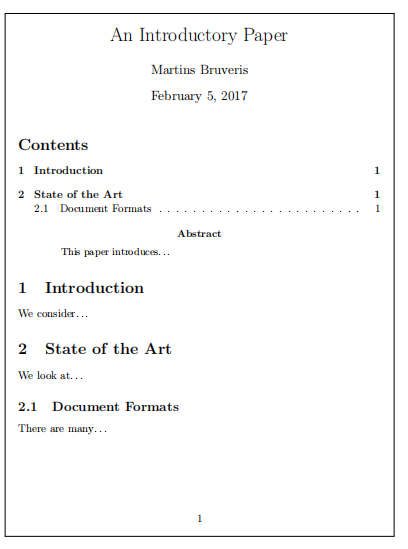 An Introductory Paper
Martins Bruveris
February 5, 2017
Contents
1 Introduction 1
2 State of the Art 1
2.1 Document Formats . . . . . . . . . . . . . . . . . . . . . . . . 1
Abstract
This paper introduces...
1 Introduction
We consider...
2 State of the Art
We look at...
2.1 Document Formats
There are many...
1